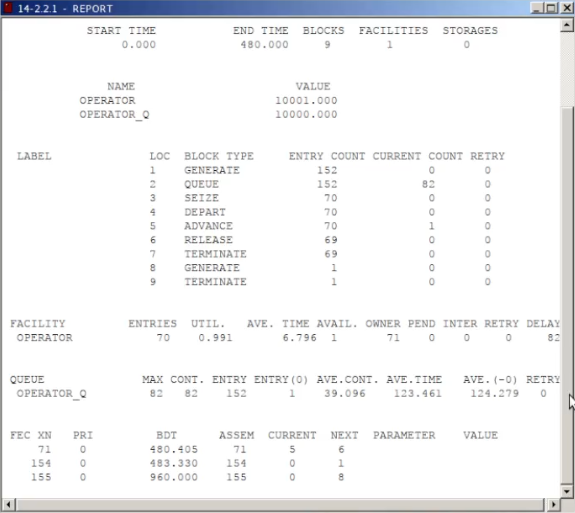 14-2.2.1 - REPORT
START TIME END TIME BLOCKS FACILITIES STORAGES
0.000 480.000 9 1 0
NAME VALUE
OPERATOR 10001.000
OPERATOR_Q 10000.000
LABEL LOC BLOCK TYPE ENTRY COUNT CURRENT COUNT RETRY
1 GENERATE 152 0 0
2 QUEUE 152 82 0
3 SEIZE 70 0 0
4 DEPART 70 0 0
5 ADVANCE 70 1 0
6 RELEASE 69 0 0
7 TERMINATE 69 0 0
8 GENERATE 1 0 0
9 TERMINATE 1 0 0
FACILITY ENTRIES UTIL. AVE. TIME AVAIL. OWNER PEND INTER RETRY DELAY
OPERATOR 70 0.991 6.796 1 71 0 0 0 82
QUEUE MAX CONT. ENTRY ENTRY(0) AVE.CONT. AVE.TIME AVE.(-0) RETRY
OPERATOR_Q 82 82 152 1 39.096 123.461 124.279 0
FEC XN PRI BDT ASSEM CURRENT NEXT PARAMETER VALUE
71 0 480.405 71 5 6
154 0 483.330 154 0 1
155 0 960.000 155 0 8